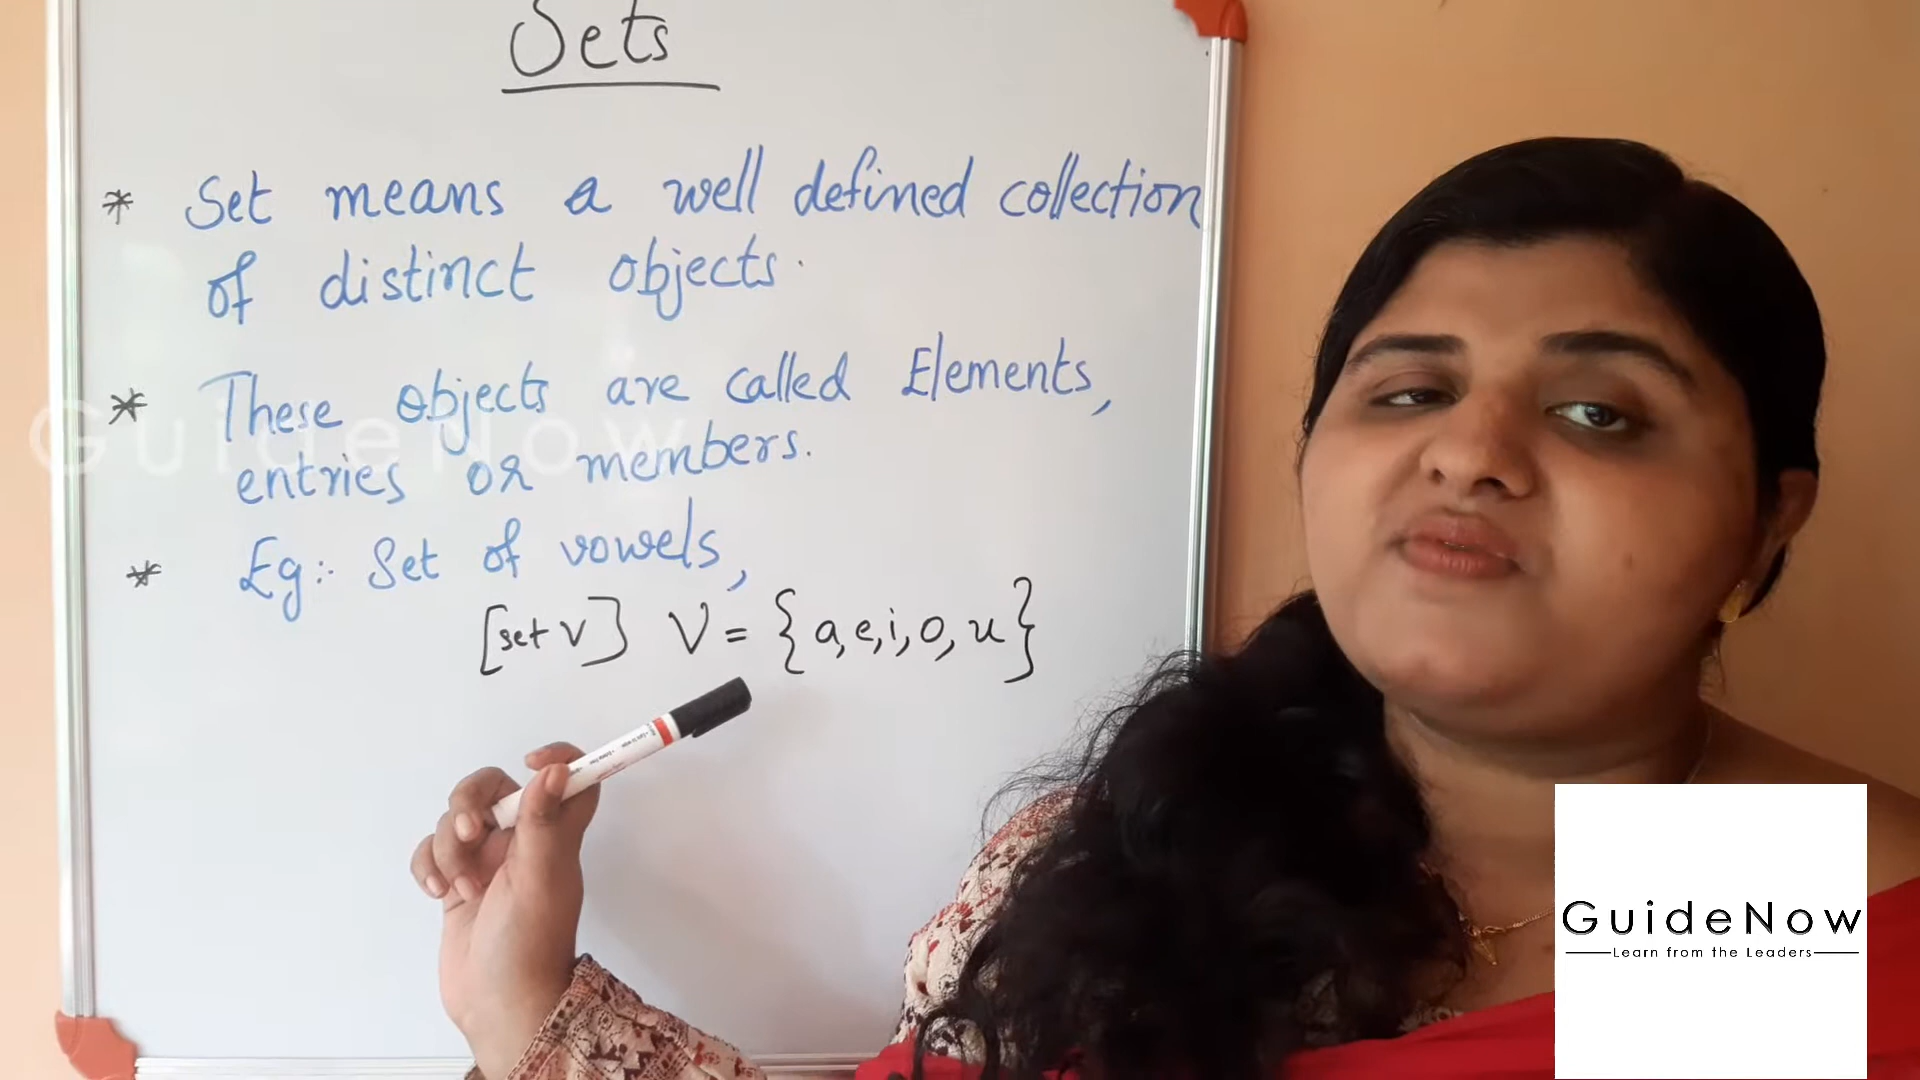 Sets
* Set means a well defined collection
of distinct objects.
* These objects are called Elements,
entries or members.
* Eg:- Set of vowels,
[set V] V = {a, e, i, o, u}
GuideNow
GuideNow
Learn from the Leaders